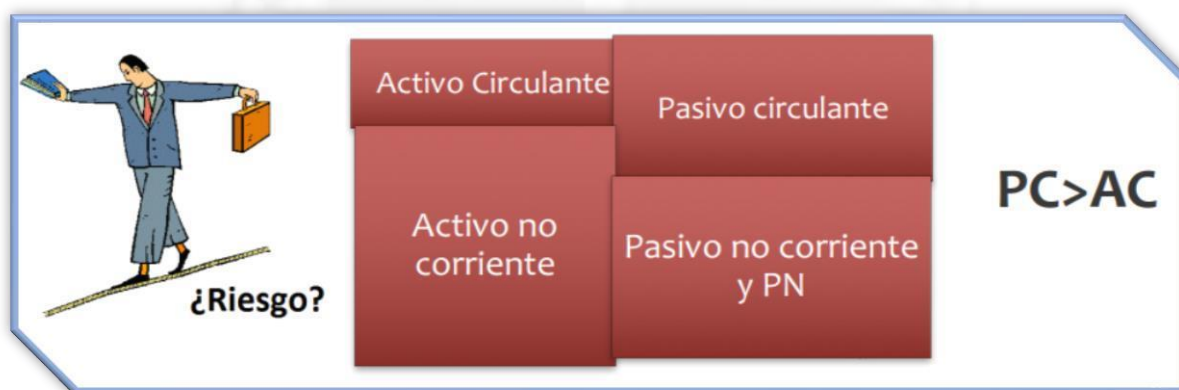 ¿Riesgo?
Activo Circulante
Activo no
corriente
Pasivo circulante
Pasivo no corriente
y PN
PC>AC